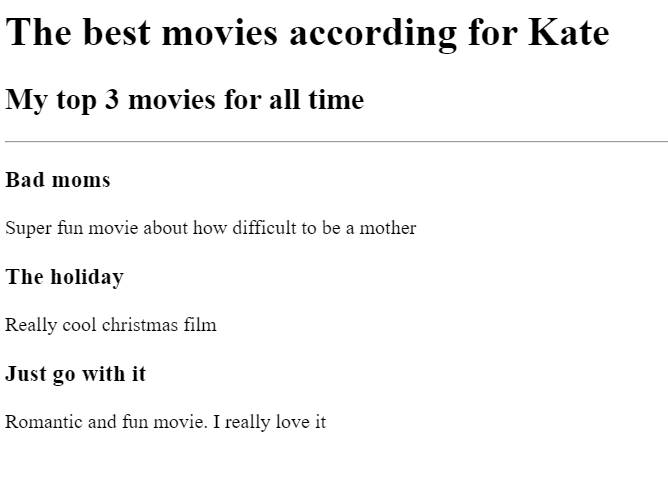 The best movies according for Kate
My top 3 movies for all time
Bad moms
Super fun movie about how difficult to be a mother
The holiday
Really cool christmas film
Just go with it
Romantic and fun movie. I really love it